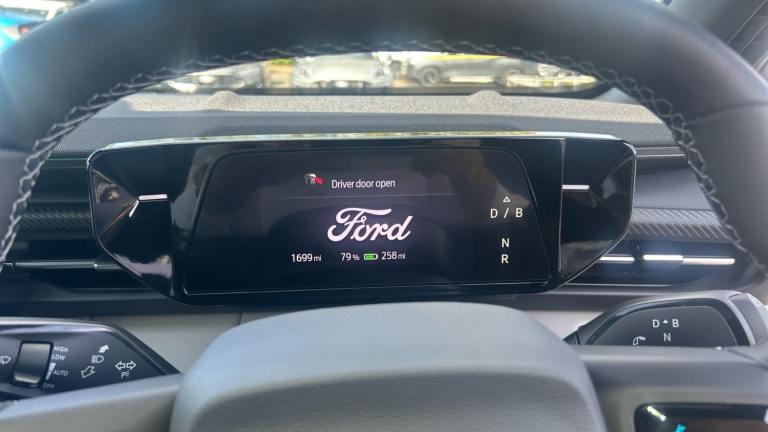 Driver door open
Ford
1699 mi 79 % 258 mi
D / B
N
R
HIGH
LOW
AUTO
OFF
D B
N